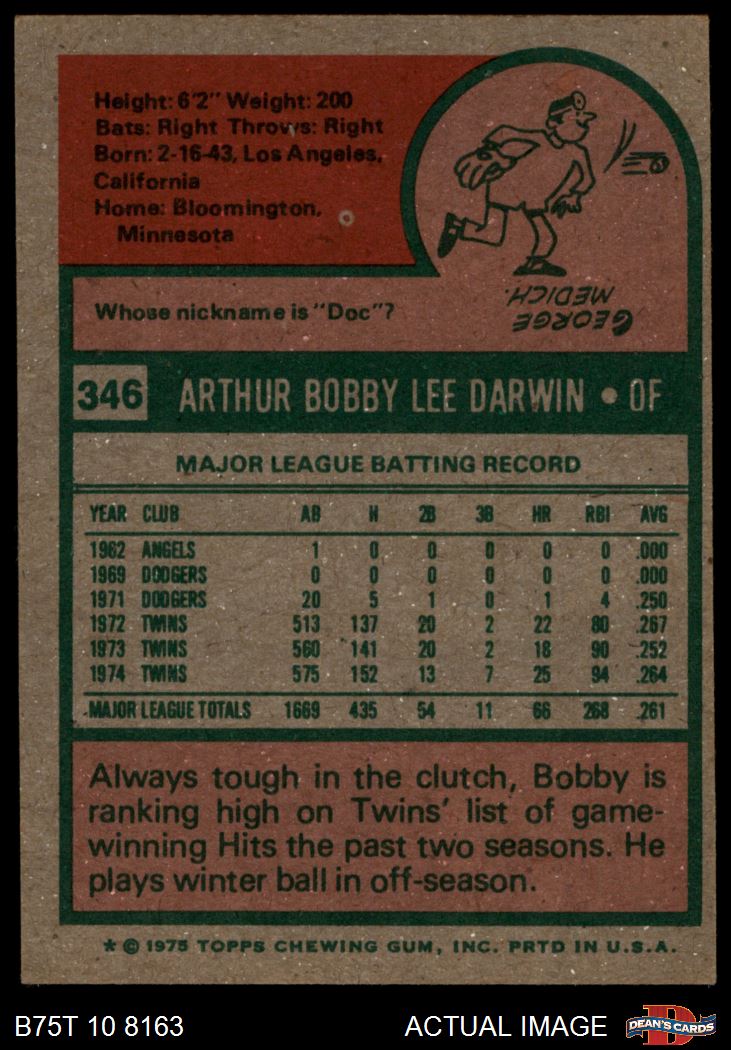 Height: 6'2" Weight: 200
Bats: Right Throws: Right
Born: 2-16-43, Los Angeles,
California
Home: Bloomington,
Minnesota
Whose nickname is "Doc"?
GEORGE
MEDICH.
346 ARTHUR BOBBY LEE DARWIN • OF
MAJOR LEAGUE BATTING RECORD
YEAR CLUB AB H 2B 3B HR RBI AVG
1962 ANGELS 1 0 0 0 0 0 .000
1969 DODGERS 0 0 0 0 0 0 .000
1971 DODGERS 20 5 1 0 1 4 .250
1972 TWINS 513 137 20 2 22 80 .267
1973 TWINS 560 141 20 2 18 90 .252
1974 TWINS 575 152 13 7 25 94 .264
MAJOR LEAGUE TOTALS 1669 435 54 11 66 268 .261
Always tough in the clutch, Bobby is
ranking high on Twins' list of game-
winning Hits the past two seasons. He
plays winter ball in off-season.
* © 1975 TOPPS CHEWING GUM, INC. PRTD IN U.S.A.
B75T 10 8163 ACTUAL IMAGE DEAN'S CARDS